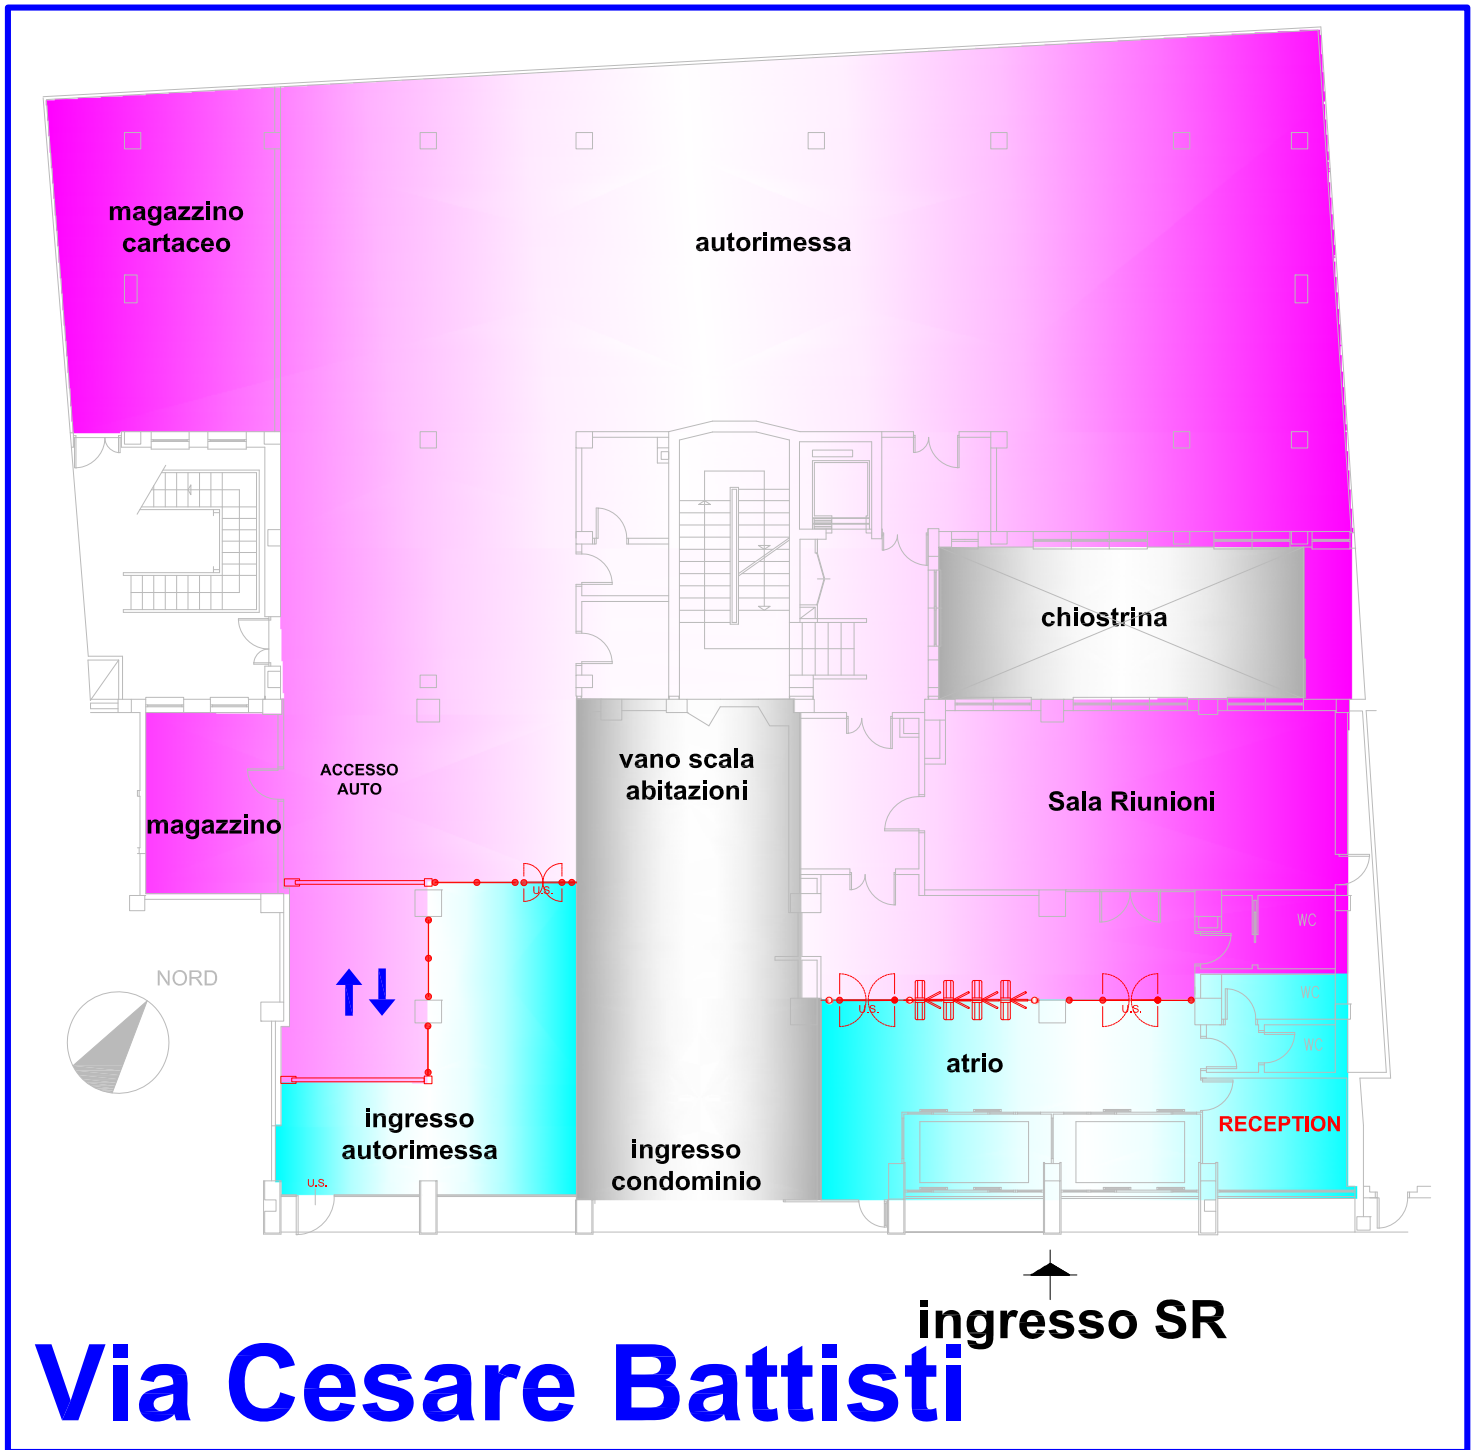 magazzino
cartaceo
autorimessa
chiostrina
vano scala
abitazioni
ACCESSO
AUTO
Sala Riunioni
magazzino
U.S.
WC
NORD
WC
U.S.
U.S.
WC
atrio
ingresso
autorimessa
RECEPTION
ingresso
condominio
U.S.
ingresso SR
Via Cesare Battisti